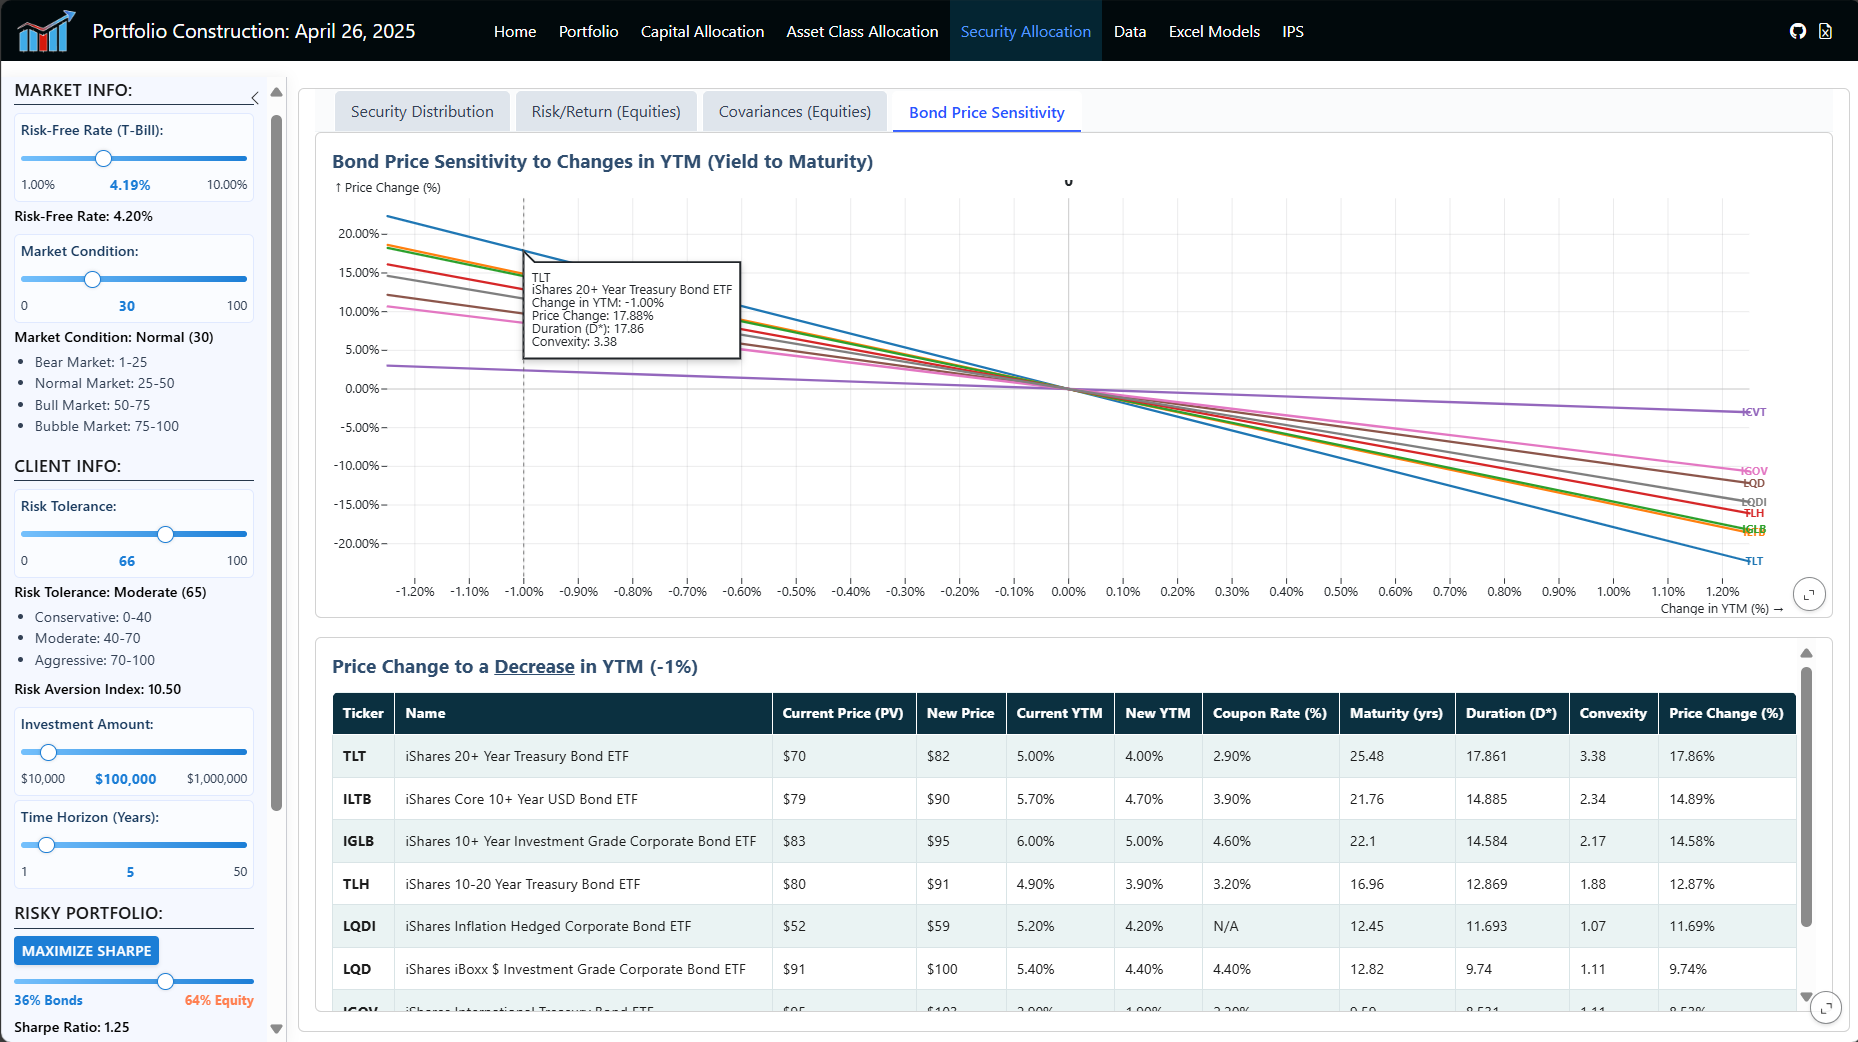 Portfolio Construction: April 26, 2025
Home Portfolio Capital Allocation Asset Class Allocation Security Allocation Data Excel Models IPS
MARKET INFO:
Risk-Free Rate (T-Bill):
1.00% 4.19% 10.00%
Risk-Free Rate: 4.20%
Market Condition:
0 30 100
Market Condition: Normal (30)
Bear Market: 1-25
Normal Market: 25-50
Bull Market: 50-75
Bubble Market: 75-100
CLIENT INFO:
Risk Tolerance:
0 66 100
Risk Tolerance: Moderate (65)
Conservative: 0-40
Moderate: 40-70
Aggressive: 70-100
Risk Aversion Index: 10.50
Investment Amount:
$10,000 $100,000 $1,000,000
Time Horizon (Years):
1 5 50
RISKY PORTFOLIO:
MAXIMIZE SHARPE
36% Bonds 64% Equity
Sharpe Ratio: 1.25
Security Distribution Risk/Return (Equities) Covariances (Equities) Bond Price Sensitivity
Bond Price Sensitivity to Changes in YTM (Yield to Maturity)
↑ Price Change (%)
0
20.00%
15.00%
10.00%
5.00%
0.00%
-5.00%
-10.00%
-15.00%
-20.00%
TLT
iShares 20+ Year Treasury Bond ETF
Change in YTM: -1.00%
Price Change: 17.88%
Duration (D*): 17.86
Convexity: 3.38
ICVT
IGOV
LQD
LQDI
TLH
IGLB
ILTB
TLT
-1.20% -1.10% -1.00% -0.90% -0.80% -0.70% -0.60% -0.50% -0.40% -0.30% -0.20% -0.10% 0.00% 0.10% 0.20% 0.30% 0.40% 0.50% 0.60% 0.70% 0.80% 0.90% 1.00% 1.10% 1.20%
Change in YTM (%) →
Price Change to a Decrease in YTM (-1%)
Ticker Name Current Price (PV) New Price Current YTM New YTM Coupon Rate (%) Maturity (yrs) Duration (D*) Convexity Price Change (%)
TLT iShares 20+ Year Treasury Bond ETF $70 $82 5.00% 4.00% 2.90% 25.48 17.861 3.38 17.86%
ILTB iShares Core 10+ Year USD Bond ETF $79 $90 5.70% 4.70% 3.90% 21.76 14.885 2.34 14.89%
IGLB iShares 10+ Year Investment Grade Corporate Bond ETF $83 $95 6.00% 5.00% 4.60% 22.1 14.584 2.17 14.58%
TLH iShares 10-20 Year Treasury Bond ETF $80 $91 4.90% 3.90% 3.20% 16.96 12.869 1.88 12.87%
LQDI iShares Inflation Hedged Corporate Bond ETF $52 $59 5.20% 4.20% N/A 12.45 11.693 1.07 11.69%
LQD iShares iBoxx $ Investment Grade Corporate Bond ETF $91 $100 5.40% 4.40% 4.40% 12.82 9.74 1.11 9.74%
IGOV iShares International Treasury Bond ETF